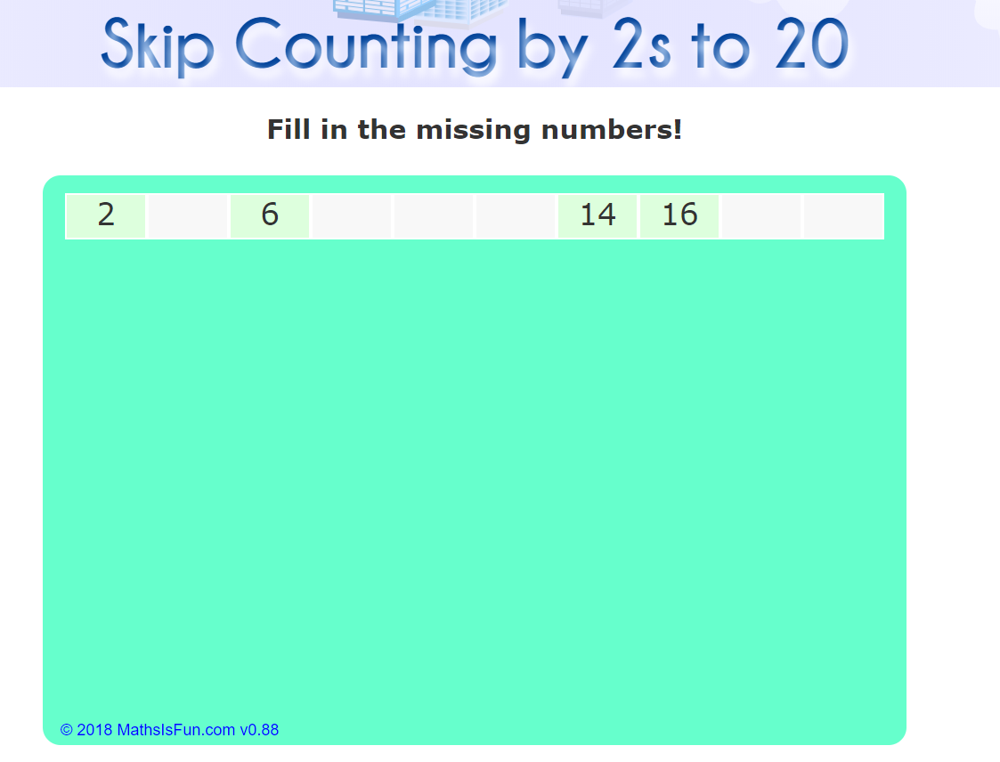 Skip Counting by 2s to 20
Fill in the missing numbers!
2 6 14 16
© 2018 MathsIsFun.com v0.88